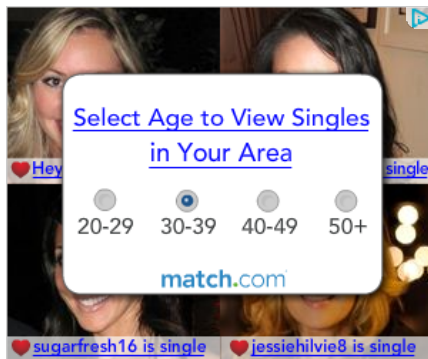 Select Age to View Singles
in Your Area
Hey
single
20-29 30-39 40-49 50+
match.com
sugarfresh16 is single
jessiehilvie8 is single